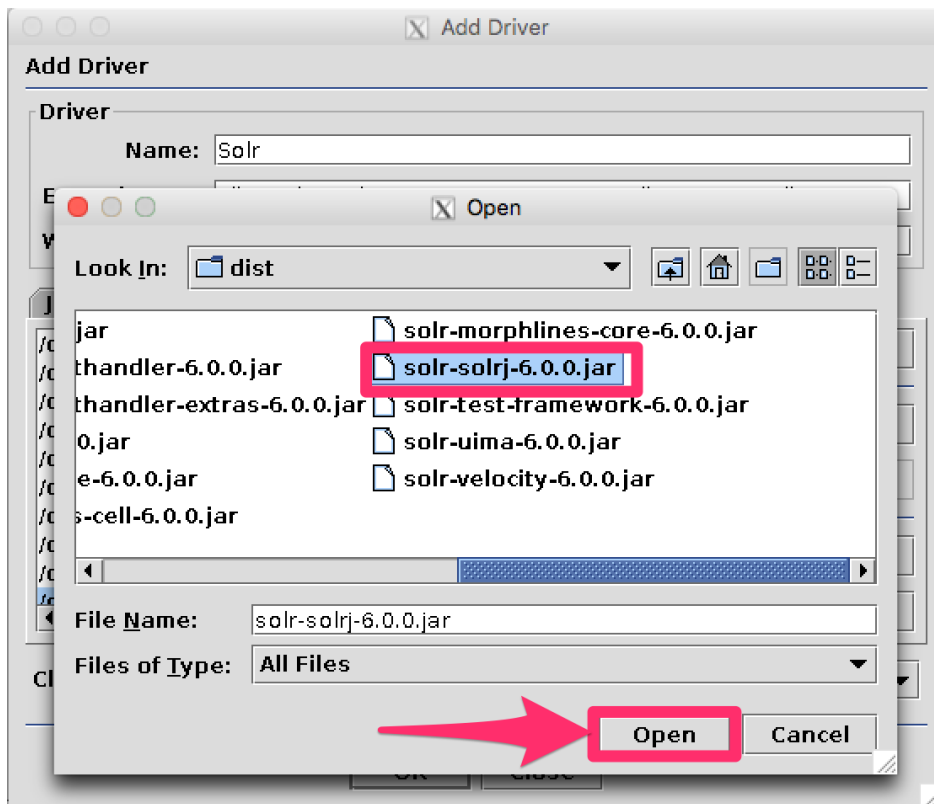 Add Driver
Add Driver
Driver
Name: Solr
Open
Look In: dist
jar
thandler-6.0.0.jar
thandler-extras-6.0.0.jar
0.jar
e-6.0.0.jar
s-cell-6.0.0.jar
solr-morphlines-core-6.0.0.jar
solr-solrj-6.0.0.jar
solr-test-framework-6.0.0.jar
solr-uima-6.0.0.jar
solr-velocity-6.0.0.jar
File Name: solr-solrj-6.0.0.jar
Files of Type: All Files
Open Cancel
OK Close